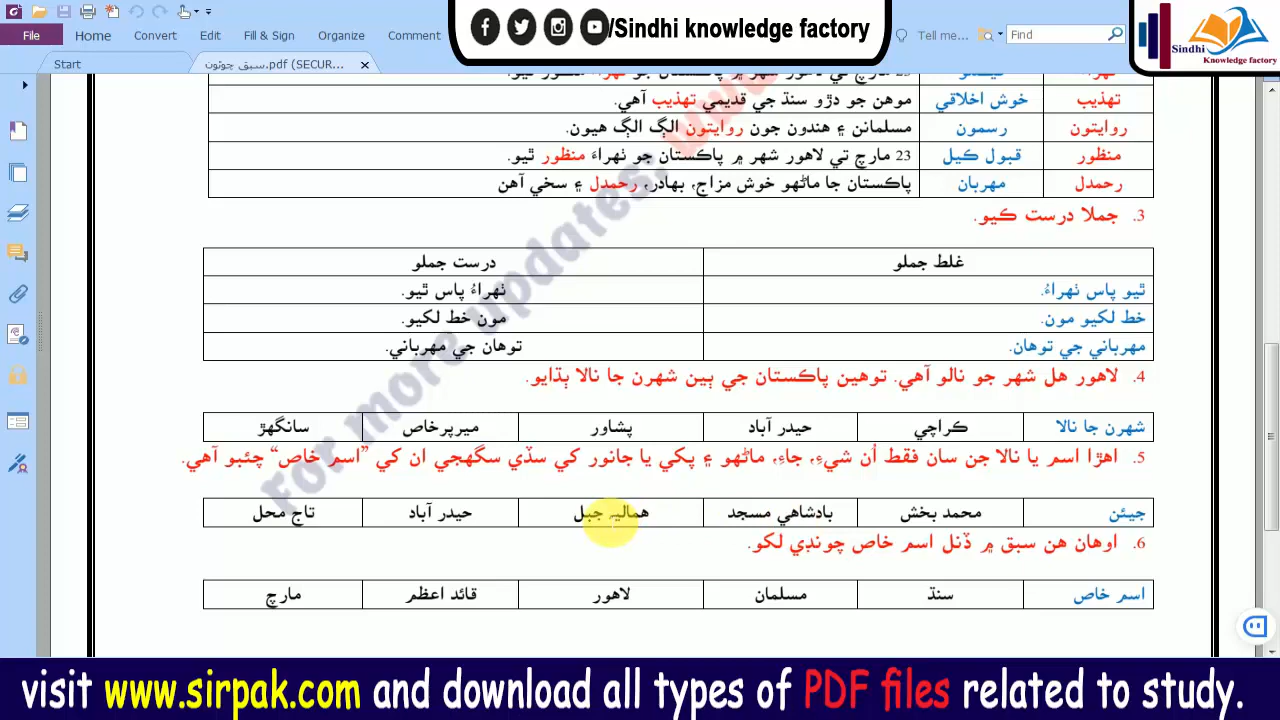 /Sindhi knowledge factory
Sindhi
Knowledge factory
File Home Convert Edit Fill & Sign Organize Comment Tell me... Find
Start سبق چوٿون.pdf (SECUR...
تهذيب خوش اخلاقي موهن جو دڙو سنڌ جي قديمي تهذيب آهي.
روايتون رسمون مسلمانن ۽ هندون جون روايتون الڳ الڳ هيون.
منظور قبول ڪيل 23 مارچ تي لاهور شهر ۾ پاڪستان جو ٺهراءُ منظور ٿيو.
رحمدل مهربان پاڪستان جا ماڻهو خوش مزاج، بهادر، رحمدل ۽ سخي آهن
3. جملا درست ڪيو.
غلط جملو درست جملو
ٿيو پاس ٺهراءُ. ٺهراءُ پاس ٿيو.
خط لکيو مون. مون خط لکيو.
مهرباني جي توهان. توهان جي مهرباني.
4. لاهور هل شهر جو نالو آهي. توهين پاڪستان جي ٻين شهرن جا نالا ٻڌايو.
شهرن جا نالا ڪراچي حيدر آباد پشاور ميرپرخاص سانگهڙ
5. اهڙا اسم يا نالا جن سان فقط اُن شيءِ، جاءِ، ماڻهو ۽ پکي يا جانور کي سڏي سگهجي ان کي ”اسم خاص“ چئبو آهي.
جيئن محمد بخش بادشاهي مسجد هماليه جبل حيدر آباد تاج محل
6. اوهان هن سبق ۾ ڏنل اسم خاص چونڊي لکو.
اسم خاص سنڌ مسلمان لاهور قائد اعظم مارچ
For more updates: www
visit www.sirpak.com and download all types of PDF files related to study.